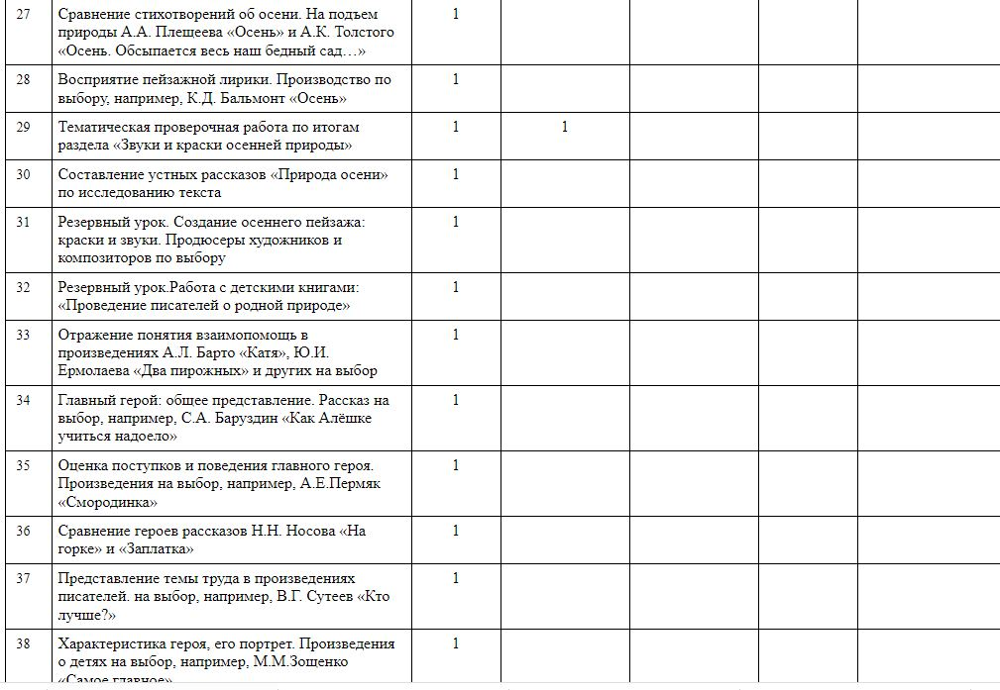 27 Сравнение стихотворений об осени. На подъем 1
природы А.А. Плещеева «Осень» и А.К. Толстого
«Осень. Обсыпается весь наш бедный сад…»
28 Восприятие пейзажной лирики. Производство по 1
выбору, например, К.Д. Бальмонт «Осень»
29 Тематическая проверочная работа по итогам 1 1
раздела «Звуки и краски осенней природы»
30 Составление устных рассказов «Природа осени» 1
по исследованию текста
31 Резервный урок. Создание осеннего пейзажа: 1
краски и звуки. Продюсеры художников и
композиторов по выбору
32 Резервный урок.Работа с детскими книгами: 1
«Проведение писателей о родной природе»
33 Отражение понятия взаимопомощь в 1
произведениях А.Л. Барто «Катя», Ю.И.
Ермолаева «Два пирожных» и других на выбор
34 Главный герой: общее представление. Рассказ на 1
выбор, например, С.А. Баруздин «Как Алёшке
учиться надоело»
35 Оценка поступков и поведения главного героя. 1
Произведения на выбор, например, А.Е.Пермяк
«Смородинка»
36 Сравнение героев рассказов Н.Н. Носова «На 1
горке» и «Заплатка»
37 Представление темы труда в произведениях 1
писателей. на выбор, например, В.Г. Сутеев «Кто
лучше?»
38 Характеристика героя, его портрет. Произведения 1
о детях на выбор, например, М.М.Зощенко
«Самое главное»